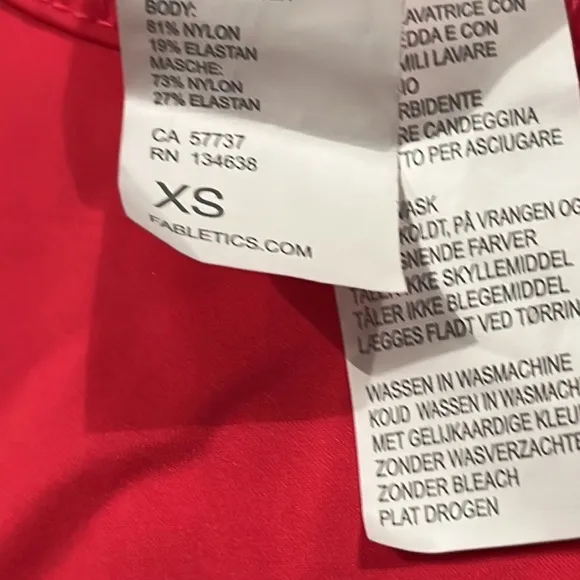 BODY:
81% NYLON
19% ELASTAN
MASCHE:
73% NYLON
27% ELASTAN
CA 57737
RN 134638
XS
FABLETICS.COM
AVATRICE CON
EDDA E CON
MILI LAVARE
IO
RBIDENTE
RE CANDEGGINA
TO PER ASCIUGARE
VASK
KOLDT, PÅ VRANGEN OG
GNENDE FARVER
TÅLER IKKE SKYLLEMIDDEL
TÅLER IKKE BLEGEMIDDEL
LÆGGES FLADT VED TØRRIN
WASSEN IN WASMACHINE
KOUD WASSEN IN WASMACH
MET GELIJKAARDIGE KLEU
ZONDER WASVERZACHTE
ZONDER BLEACH
PLAT DROGEN